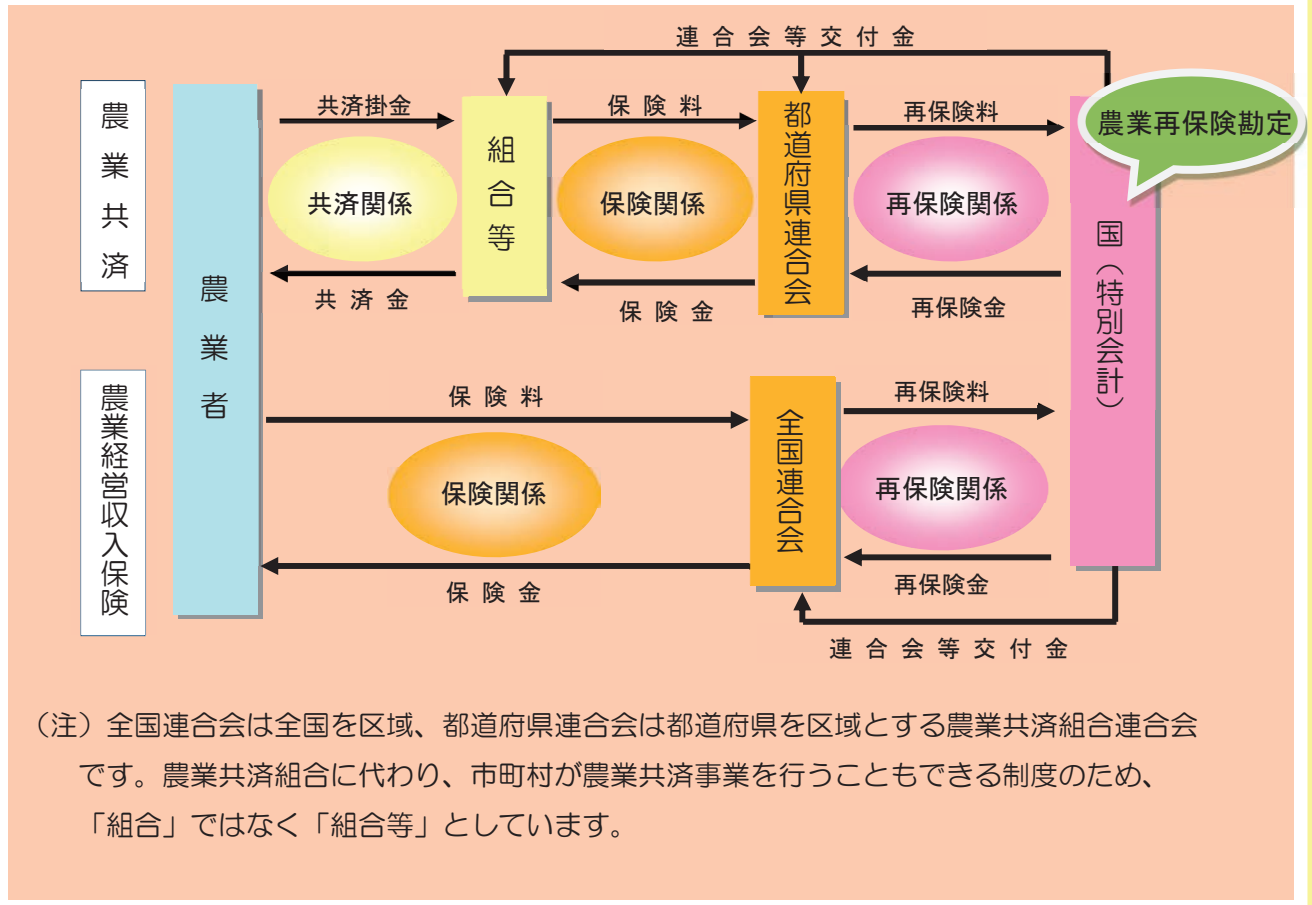 連合会等交付金
農業共済
農業者
共済掛金
共済関係
共済金
組合等
保険料
保険関係
保険金
都道府県連合会
再保険料
再保険関係
再保険金
農業再保険勘定
国（特別会計）
農業経営収入保険
保険料
保険関係
保険金
全国連合会
再保険料
再保険関係
再保険金
連合会等交付金
（注）全国連合会は全国を区域、都道府県連合会は都道府県を区域とする農業共済組合連合会
です。農業共済組合に代わり、市町村が農業共済事業を行うこともできる制度のため、
「組合」ではなく「組合等」としています。